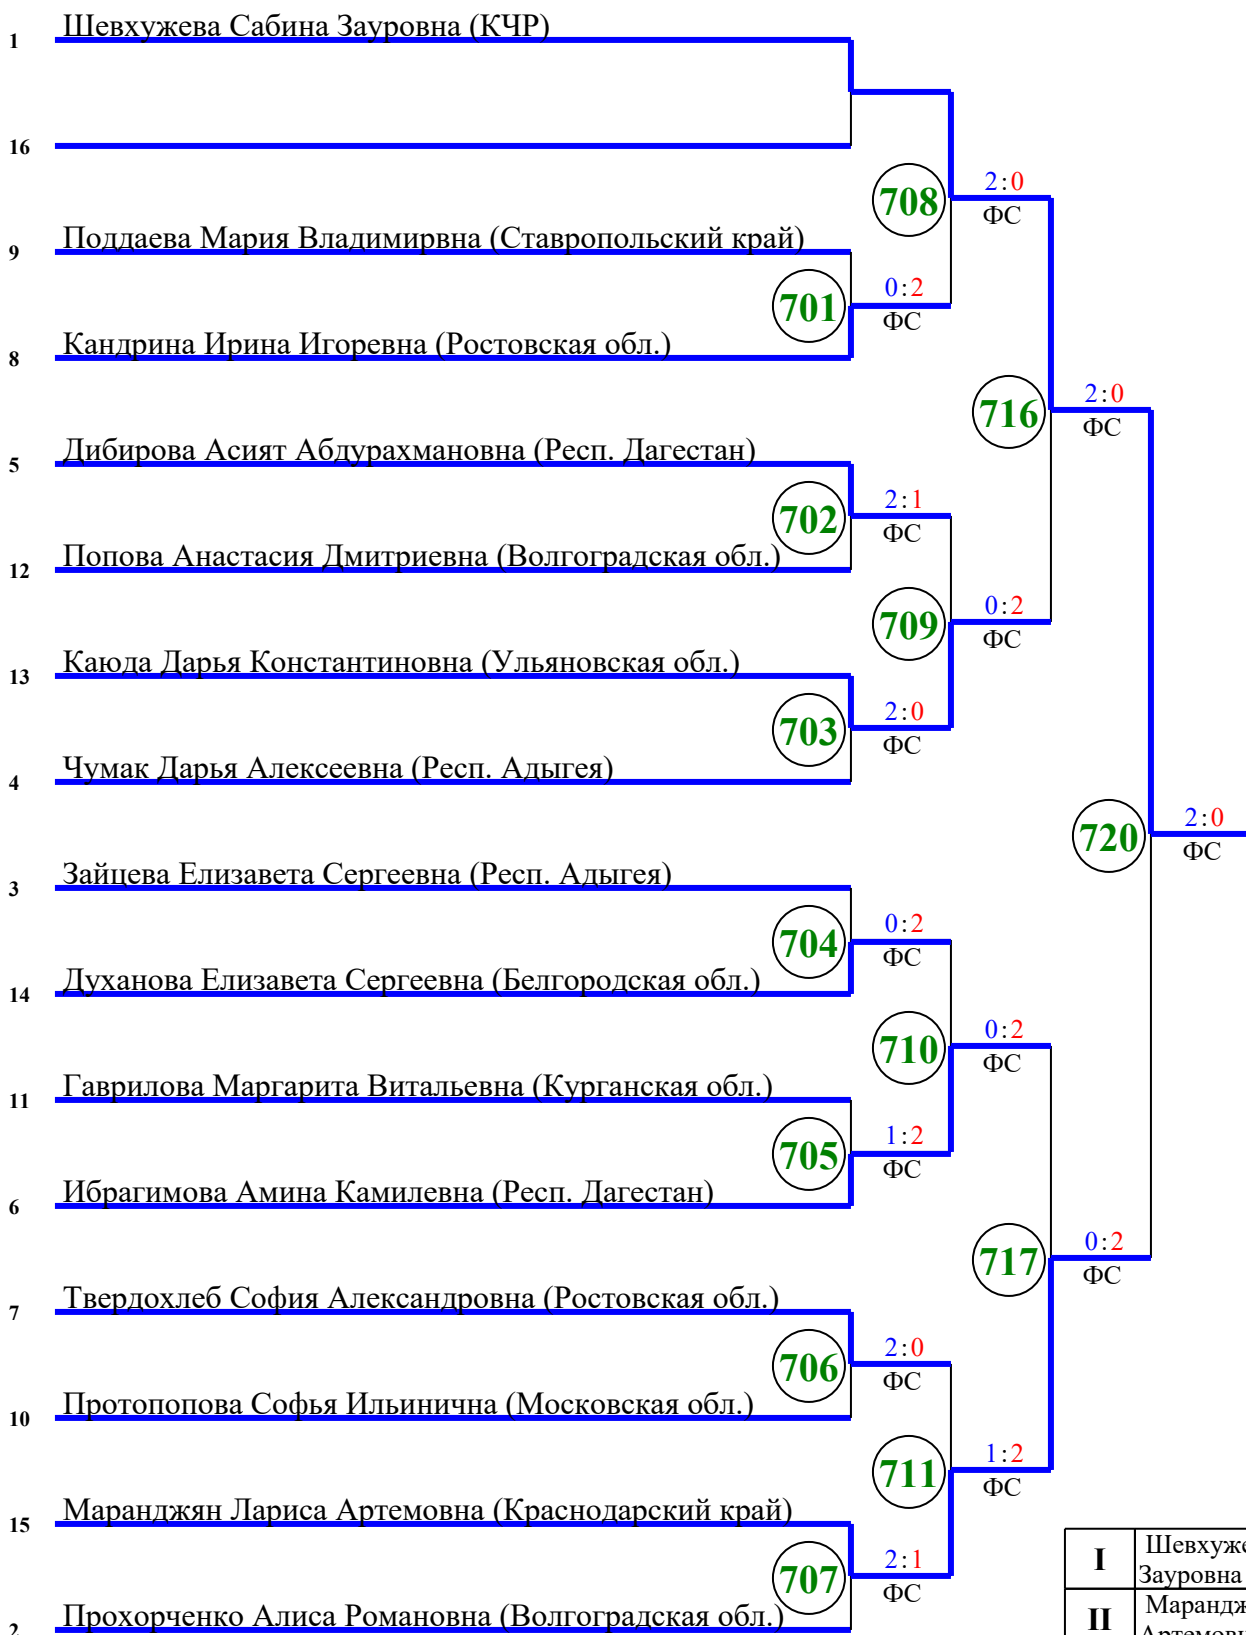 1 Шевхужева Сабина Зауровна (КЧР)
16
708 2:0
ФС
9 Поддаева Мария Владимирвна (Ставропольский край)
701 0:2
ФС
8 Кандрина Ирина Игоревна (Ростовская обл.)
716 2:0
ФС
5 Дибирова Асият Абдурахмановна (Респ. Дагестан)
702 2:1
ФС
12 Попова Анастасия Дмитриевна (Волгоградская обл.)
709 0:2
ФС
13 Каюда Дарья Константиновна (Ульяновская обл.)
703 2:0
ФС
4 Чумак Дарья Алексеевна (Респ. Адыгея)
720 2:0
ФС
3 Зайцева Елизавета Сергеевна (Респ. Адыгея)
704 0:2
ФС
14 Духанова Елизавета Сергеевна (Белгородская обл.)
710 0:2
ФС
11 Гаврилова Маргарита Витальевна (Курганская обл.)
705 1:2
ФС
6 Ибрагимова Амина Камилевна (Респ. Дагестан)
717 0:2
ФС
7 Твердохлеб София Александровна (Ростовская обл.)
706 2:0
ФС
10 Протопопова Софья Ильинична (Московская обл.)
711 1:2
ФС
15 Маранджян Лариса Артемовна (Краснодарский край)
707 2:1
ФС
2 Прохорченко Алиса Романовна (Волгоградская обл.)
I
Зауровна
II